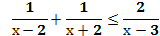 1/(x−2) + 1/(x+2) ≤ 2/(x−3)